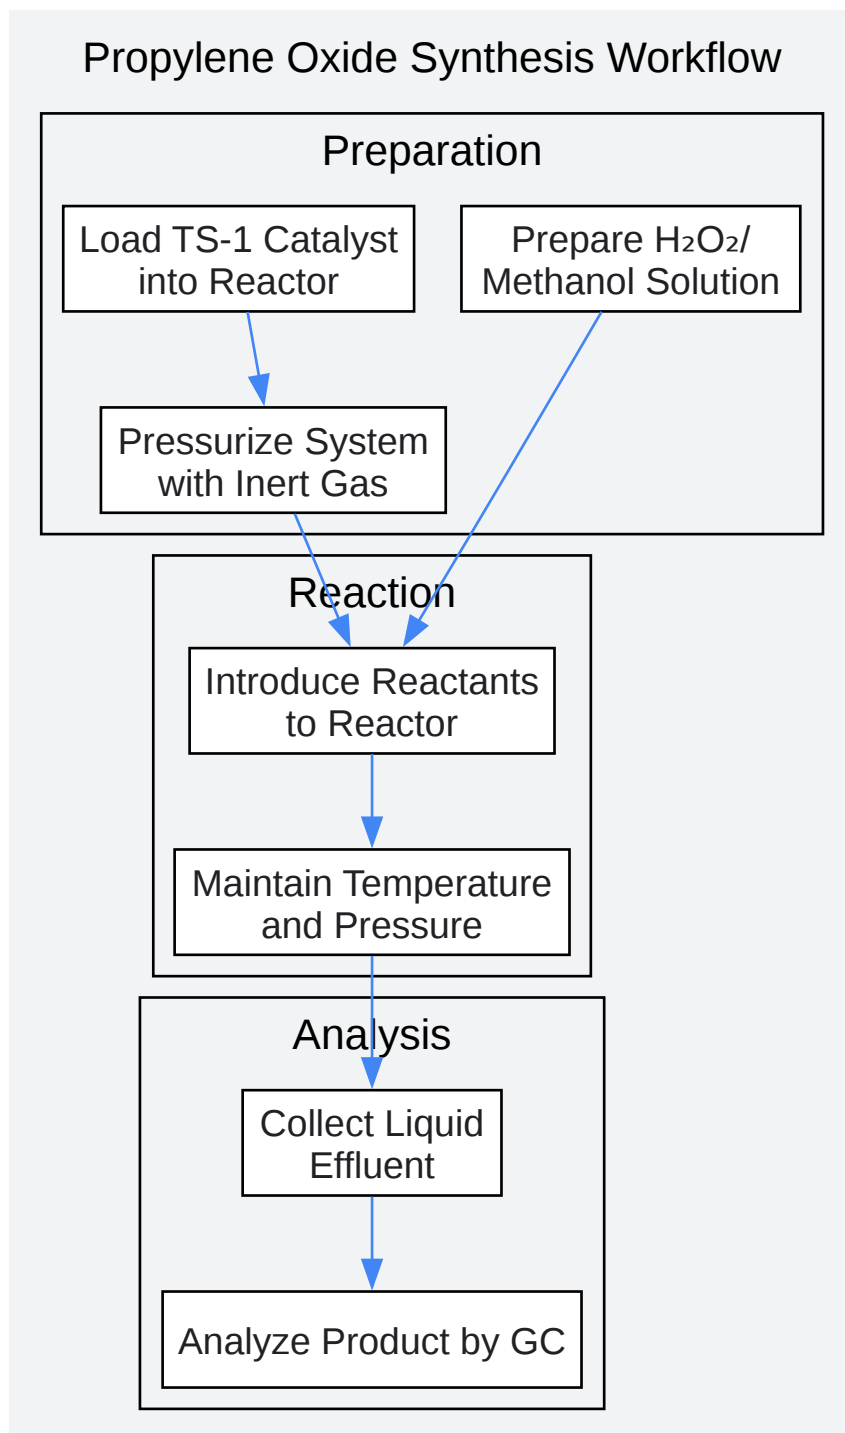 Propylene Oxide Synthesis Workflow
Preparation
Load TS-1 Catalyst
into Reactor
Prepare H₂O₂/
Methanol Solution
Pressurize System
with Inert Gas
Reaction
Introduce Reactants
to Reactor
Maintain Temperature
and Pressure
Analysis
Collect Liquid
Effluent
Analyze Product by GC